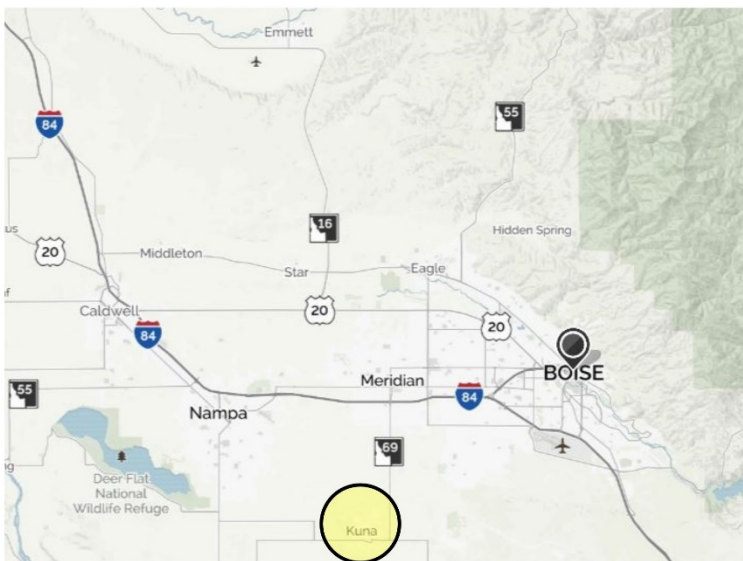 Emmett
84
55
16
Hidden Spring
us
20
Middleton
Star
Eagle
Caldwell
20
20
84
BOISE
55
Meridian
84
Nampa
69
Deer Flat
National
Wildlife Refuge
Kuna